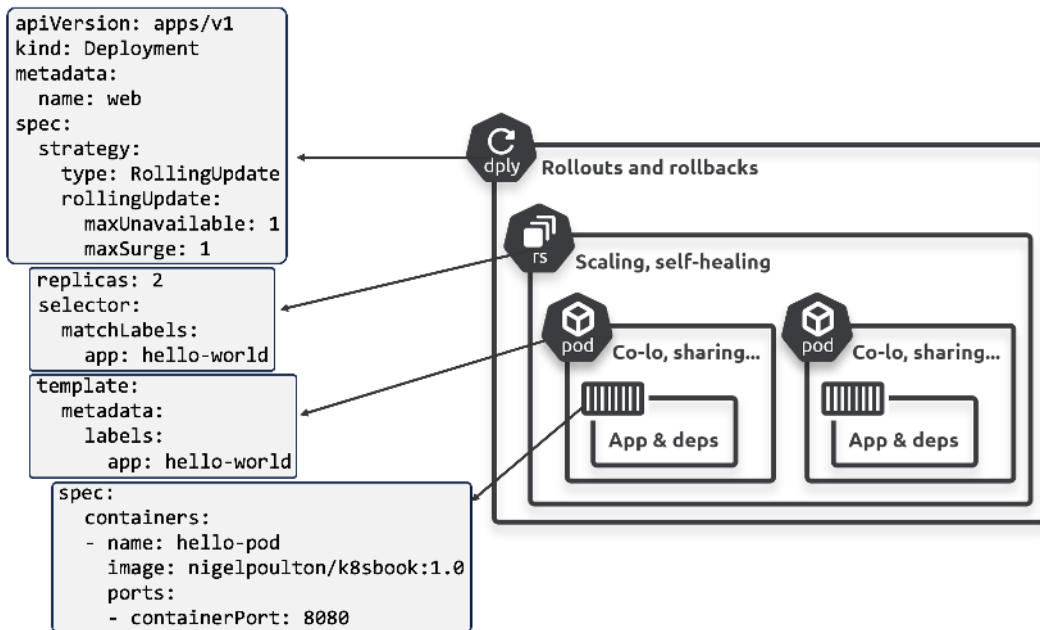 apiVersion: apps/v1
kind: Deployment
metadata:
  name: web
spec:
  strategy:
    type: RollingUpdate
    rollingUpdate:
      maxUnavailable: 1
      maxSurge: 1
replicas: 2
selector:
  matchLabels:
    app: hello-world
template:
  metadata:
    labels:
      app: hello-world
spec:
  containers:
  - name: hello-pod
    image: nigelpoulton/k8sbook:1.0
    ports:
    - containerPort: 8080
dply
Rollouts and rollbacks
rs
Scaling, self-healing
pod
Co-lo, sharing...
App & deps
pod
Co-lo, sharing...
App & deps